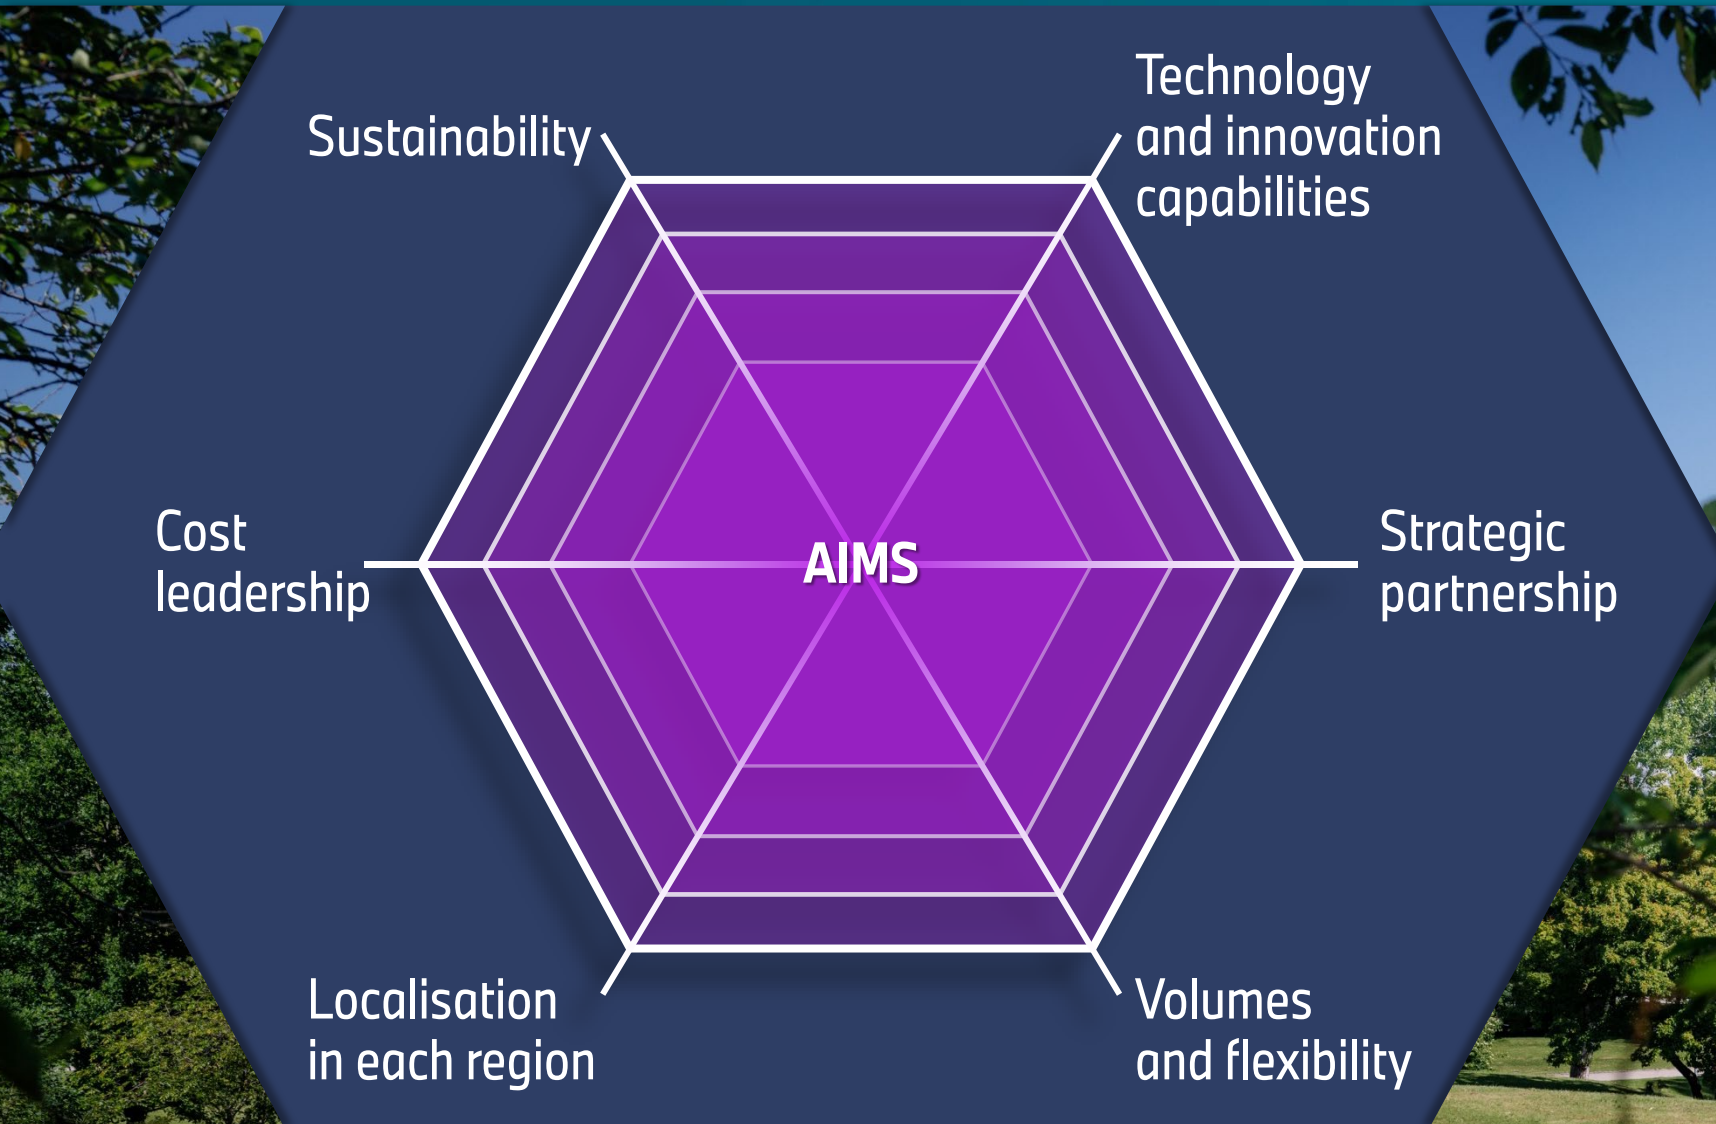 Sustainability
Technology
and innovation
capabilities
Cost
leadership
AIMS
Strategic
partnership
Localisation
in each region
Volumes
and flexibility